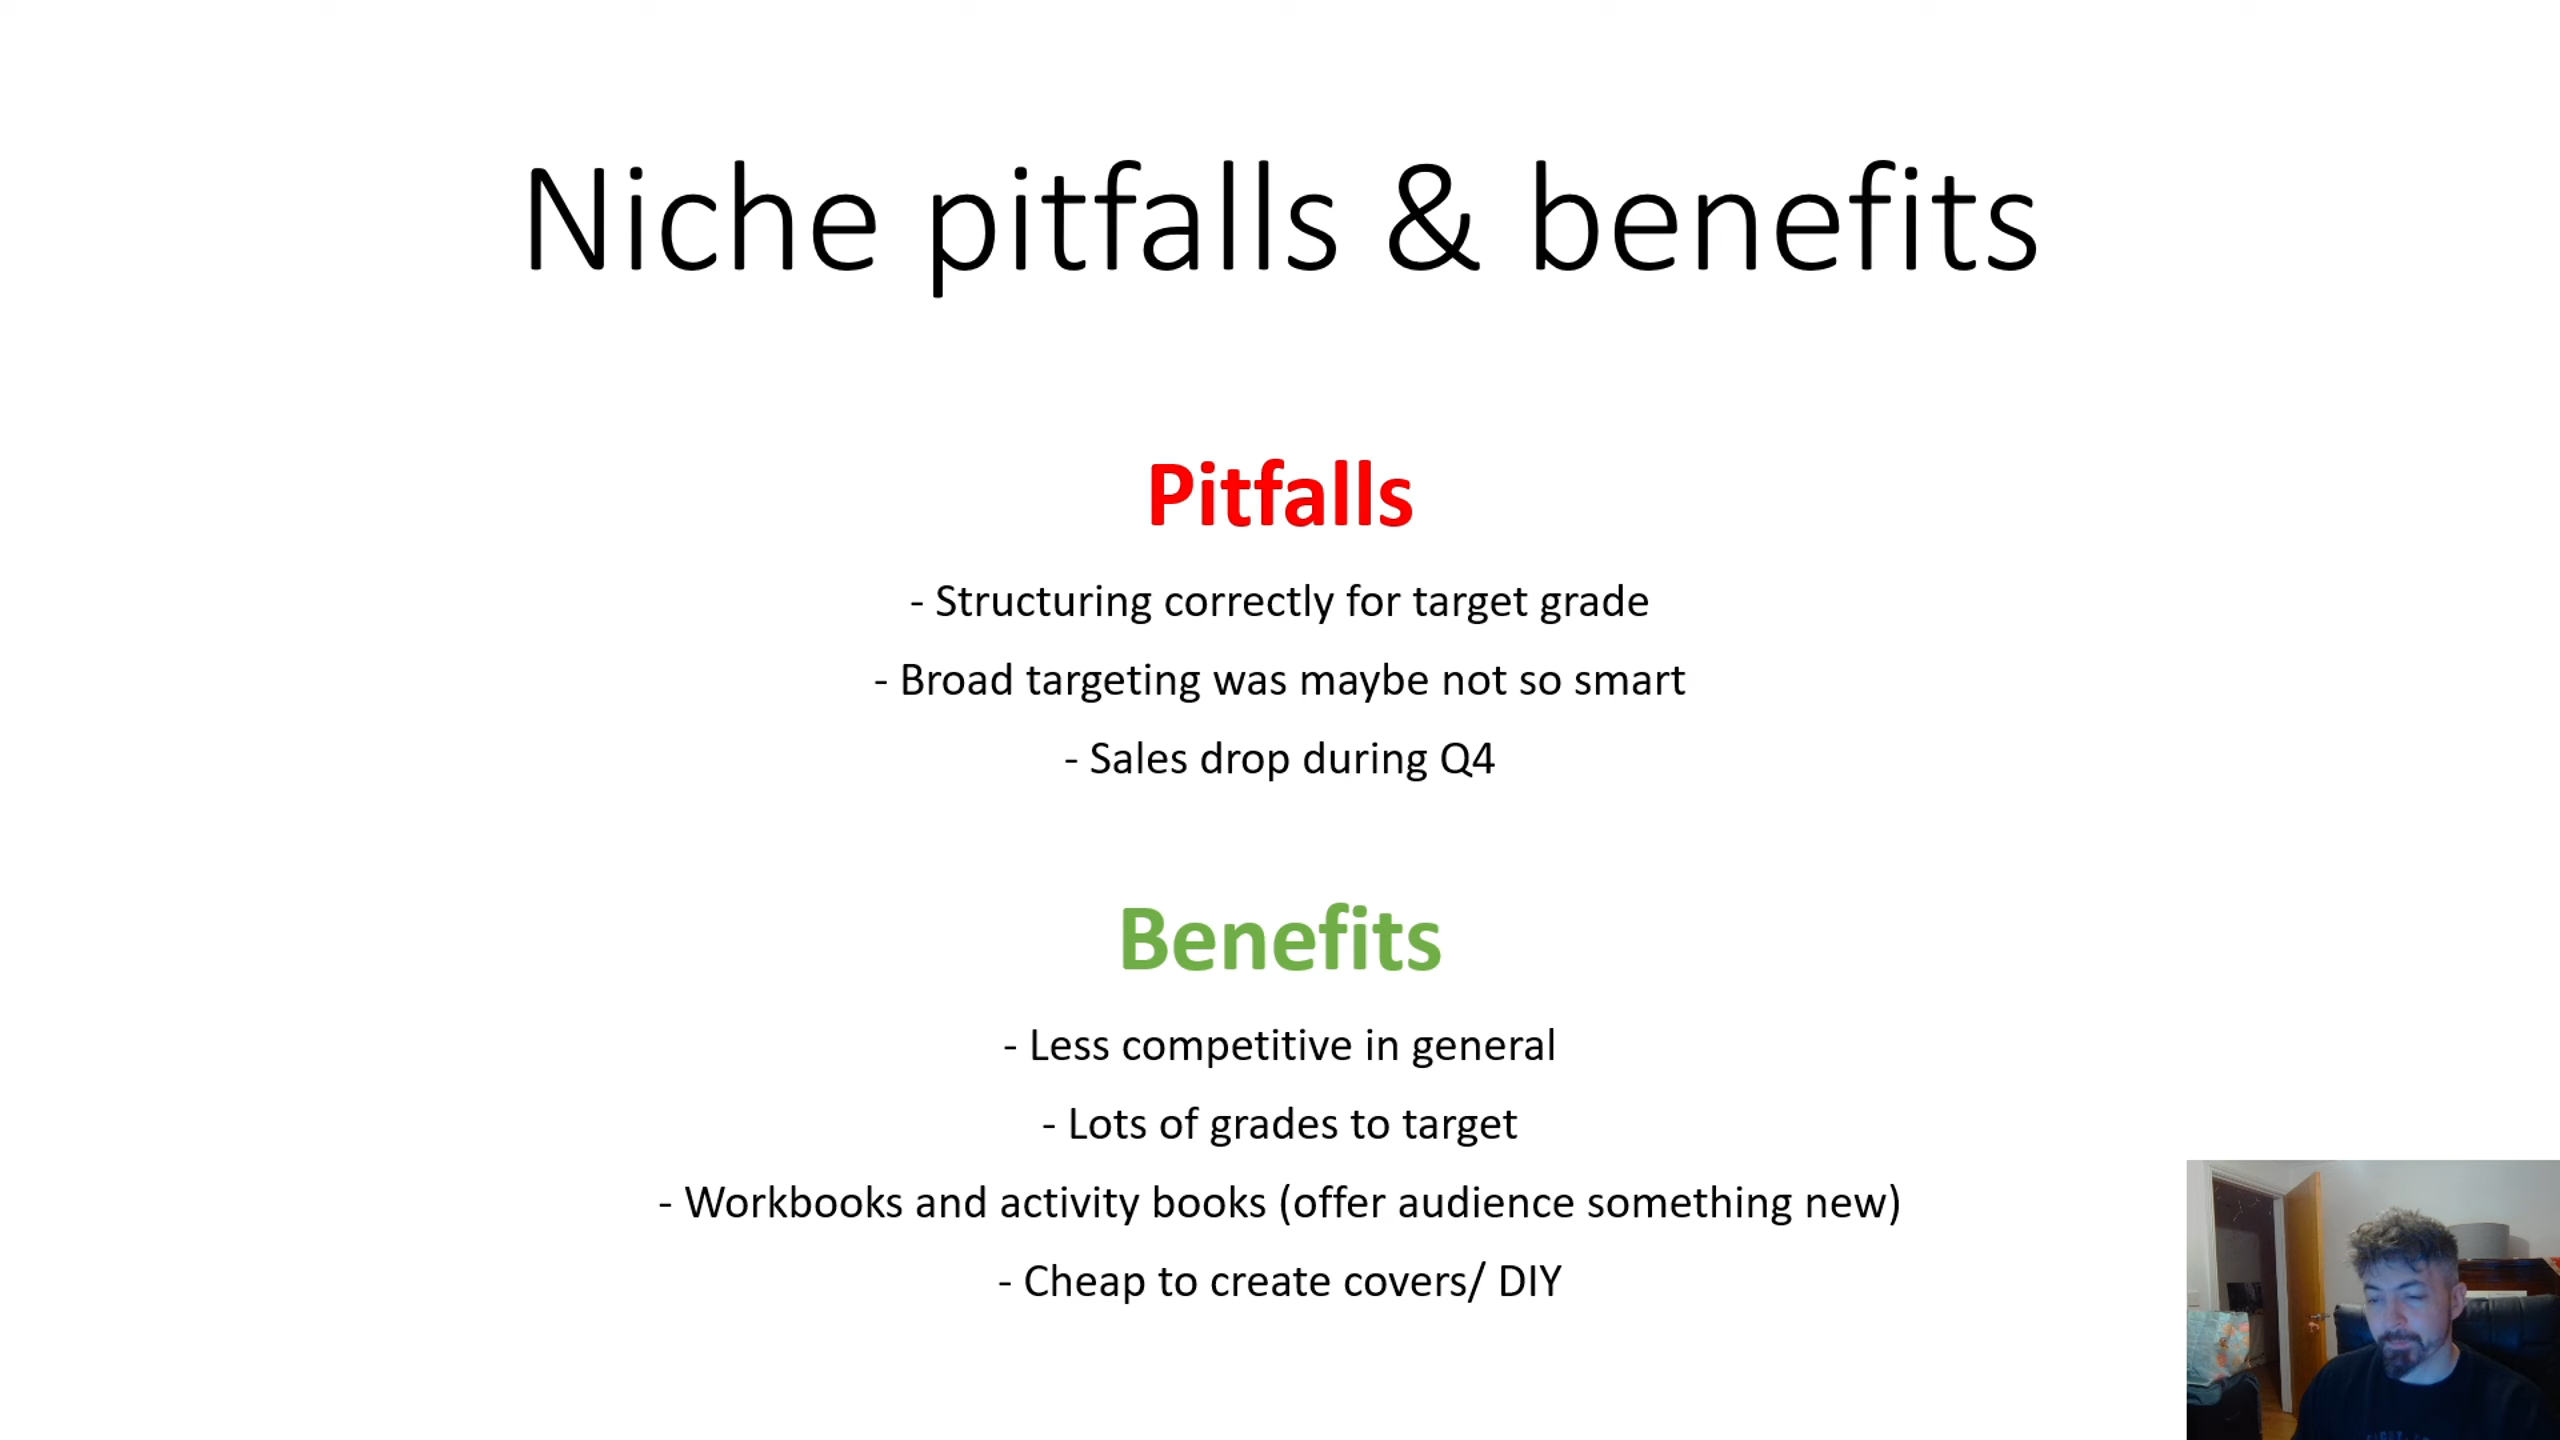 Niche pitfalls & benefits
Pitfalls
- Structuring correctly for target grade
- Broad targeting was maybe not so smart
- Sales drop during Q4
Benefits
- Less competitive in general
- Lots of grades to target
- Workbooks and activity books (offer audience something new)
- Cheap to create covers/ DIY